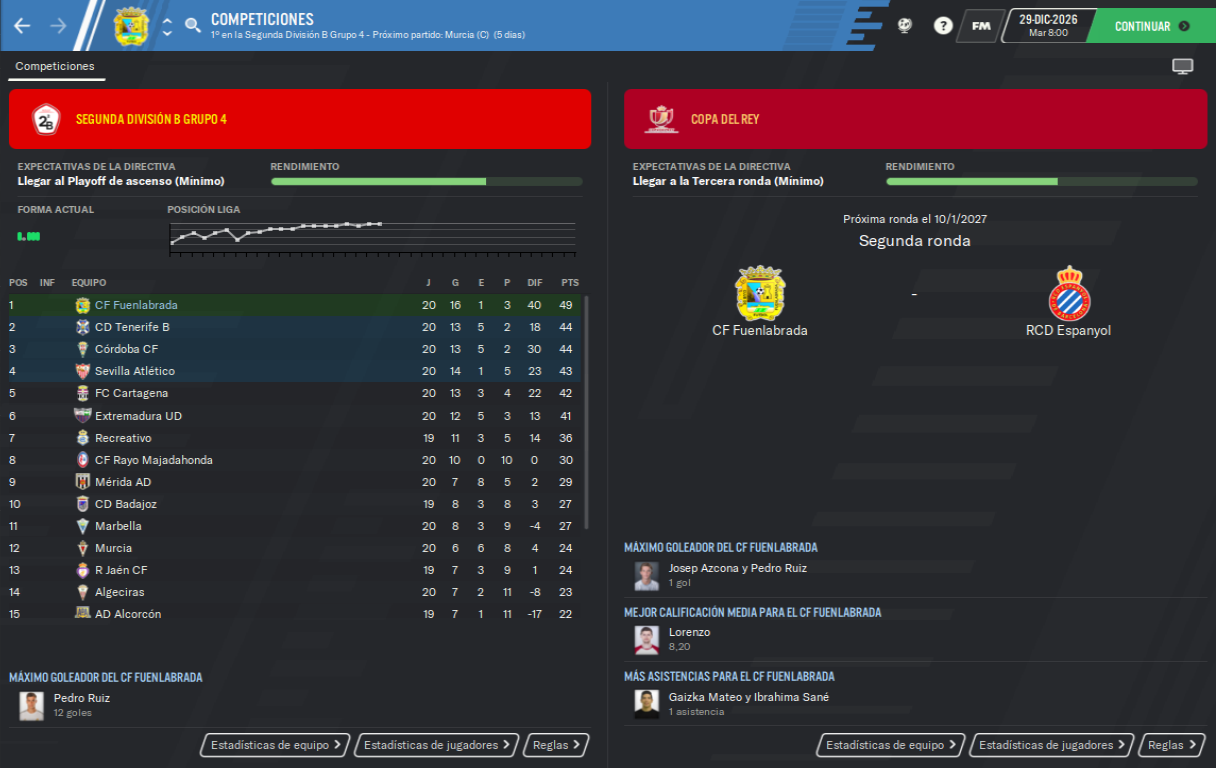 COMPETICIONES
1º en la Segunda División B Grupo 4 - Próximo partido: Murcia (C) (5 días)
?
FM
29-DIC-2026
Mar 8:00
CONTINUAR
Competiciones
2ªB
SEGUNDA DIVISIÓN B GRUPO 4
EXPECTATIVAS DE LA DIRECTIVA
RENDIMIENTO
Llegar al Playoff de ascenso (Mínimo)
FORMA ACTUAL
POSICIÓN LIGA
POS INF EQUIPO J G E P DIF PTS
1 CF Fuenlabrada 20 16 1 3 40 49
2 CD Tenerife B 20 13 5 2 18 44
3 Córdoba CF 20 13 5 2 30 44
4 Sevilla Atlético 20 14 1 5 23 43
5 FC Cartagena 20 13 3 4 22 42
6 Extremadura UD 20 12 5 3 13 41
7 Recreativo 19 11 3 5 14 36
8 CF Rayo Majadahonda 20 10 0 10 0 30
9 Mérida AD 20 7 8 5 2 29
10 CD Badajoz 19 8 3 8 3 27
11 Marbella 20 8 3 9 -4 27
12 Murcia 20 6 6 8 4 24
13 R Jaén CF 19 7 3 9 1 24
14 Algeciras 20 7 2 11 -8 23
15 AD Alcorcón 19 7 1 11 -17 22
MÁXIMO GOLEADOR DEL CF FUENLABRADA
Pedro Ruiz
12 goles
Estadísticas de equipo >
Estadísticas de jugadores >
Reglas >
COPA DEL REY
EXPECTATIVAS DE LA DIRECTIVA
RENDIMIENTO
Llegar a la Tercera ronda (Mínimo)
Próxima ronda el 10/1/2027
Segunda ronda
-
CF Fuenlabrada
RCD Espanyol
MÁXIMO GOLEADOR DEL CF FUENLABRADA
Josep Azcona y Pedro Ruiz
1 gol
MEJOR CALIFICACIÓN MEDIA PARA EL CF FUENLABRADA
Lorenzo
8,20
MÁS ASISTENCIAS PARA EL CF FUENLABRADA
Gaizka Mateo y Ibrahima Sané
1 asistencia
Estadísticas de equipo >
Estadísticas de jugadores >
Reglas >